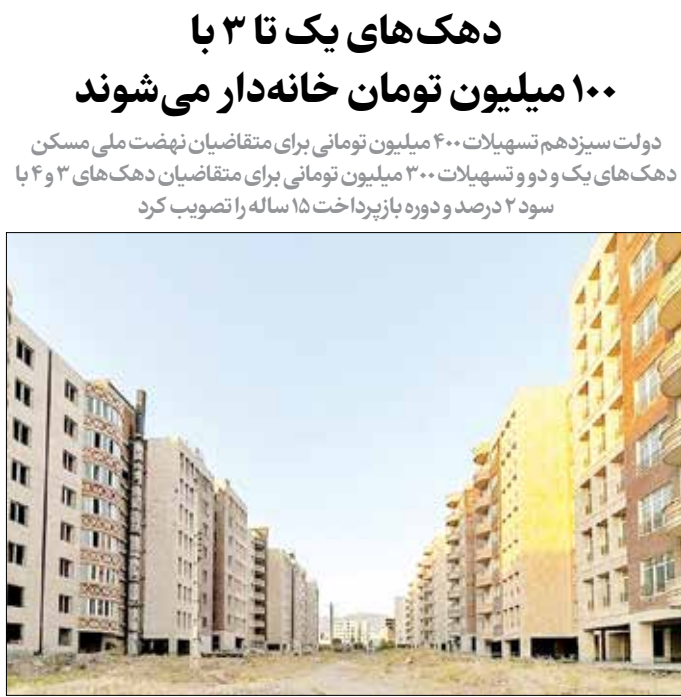 دهک‌های یک تا ۳ با
۱۰۰ میلیون تومان خانه‌دار می‌شوند
دولت سیزدهم تسهیلات ۴۰۰ میلیون تومانی برای متقاضیان نهضت ملی مسکن
دهک‌های یک و دو و تسهیلات ۳۰۰ میلیون تومانی برای متقاضیان دهک‌های ۳ و ۴ با
سود ۲ درصد و دوره بازپرداخت ۱۵ ساله را تصویب کرد